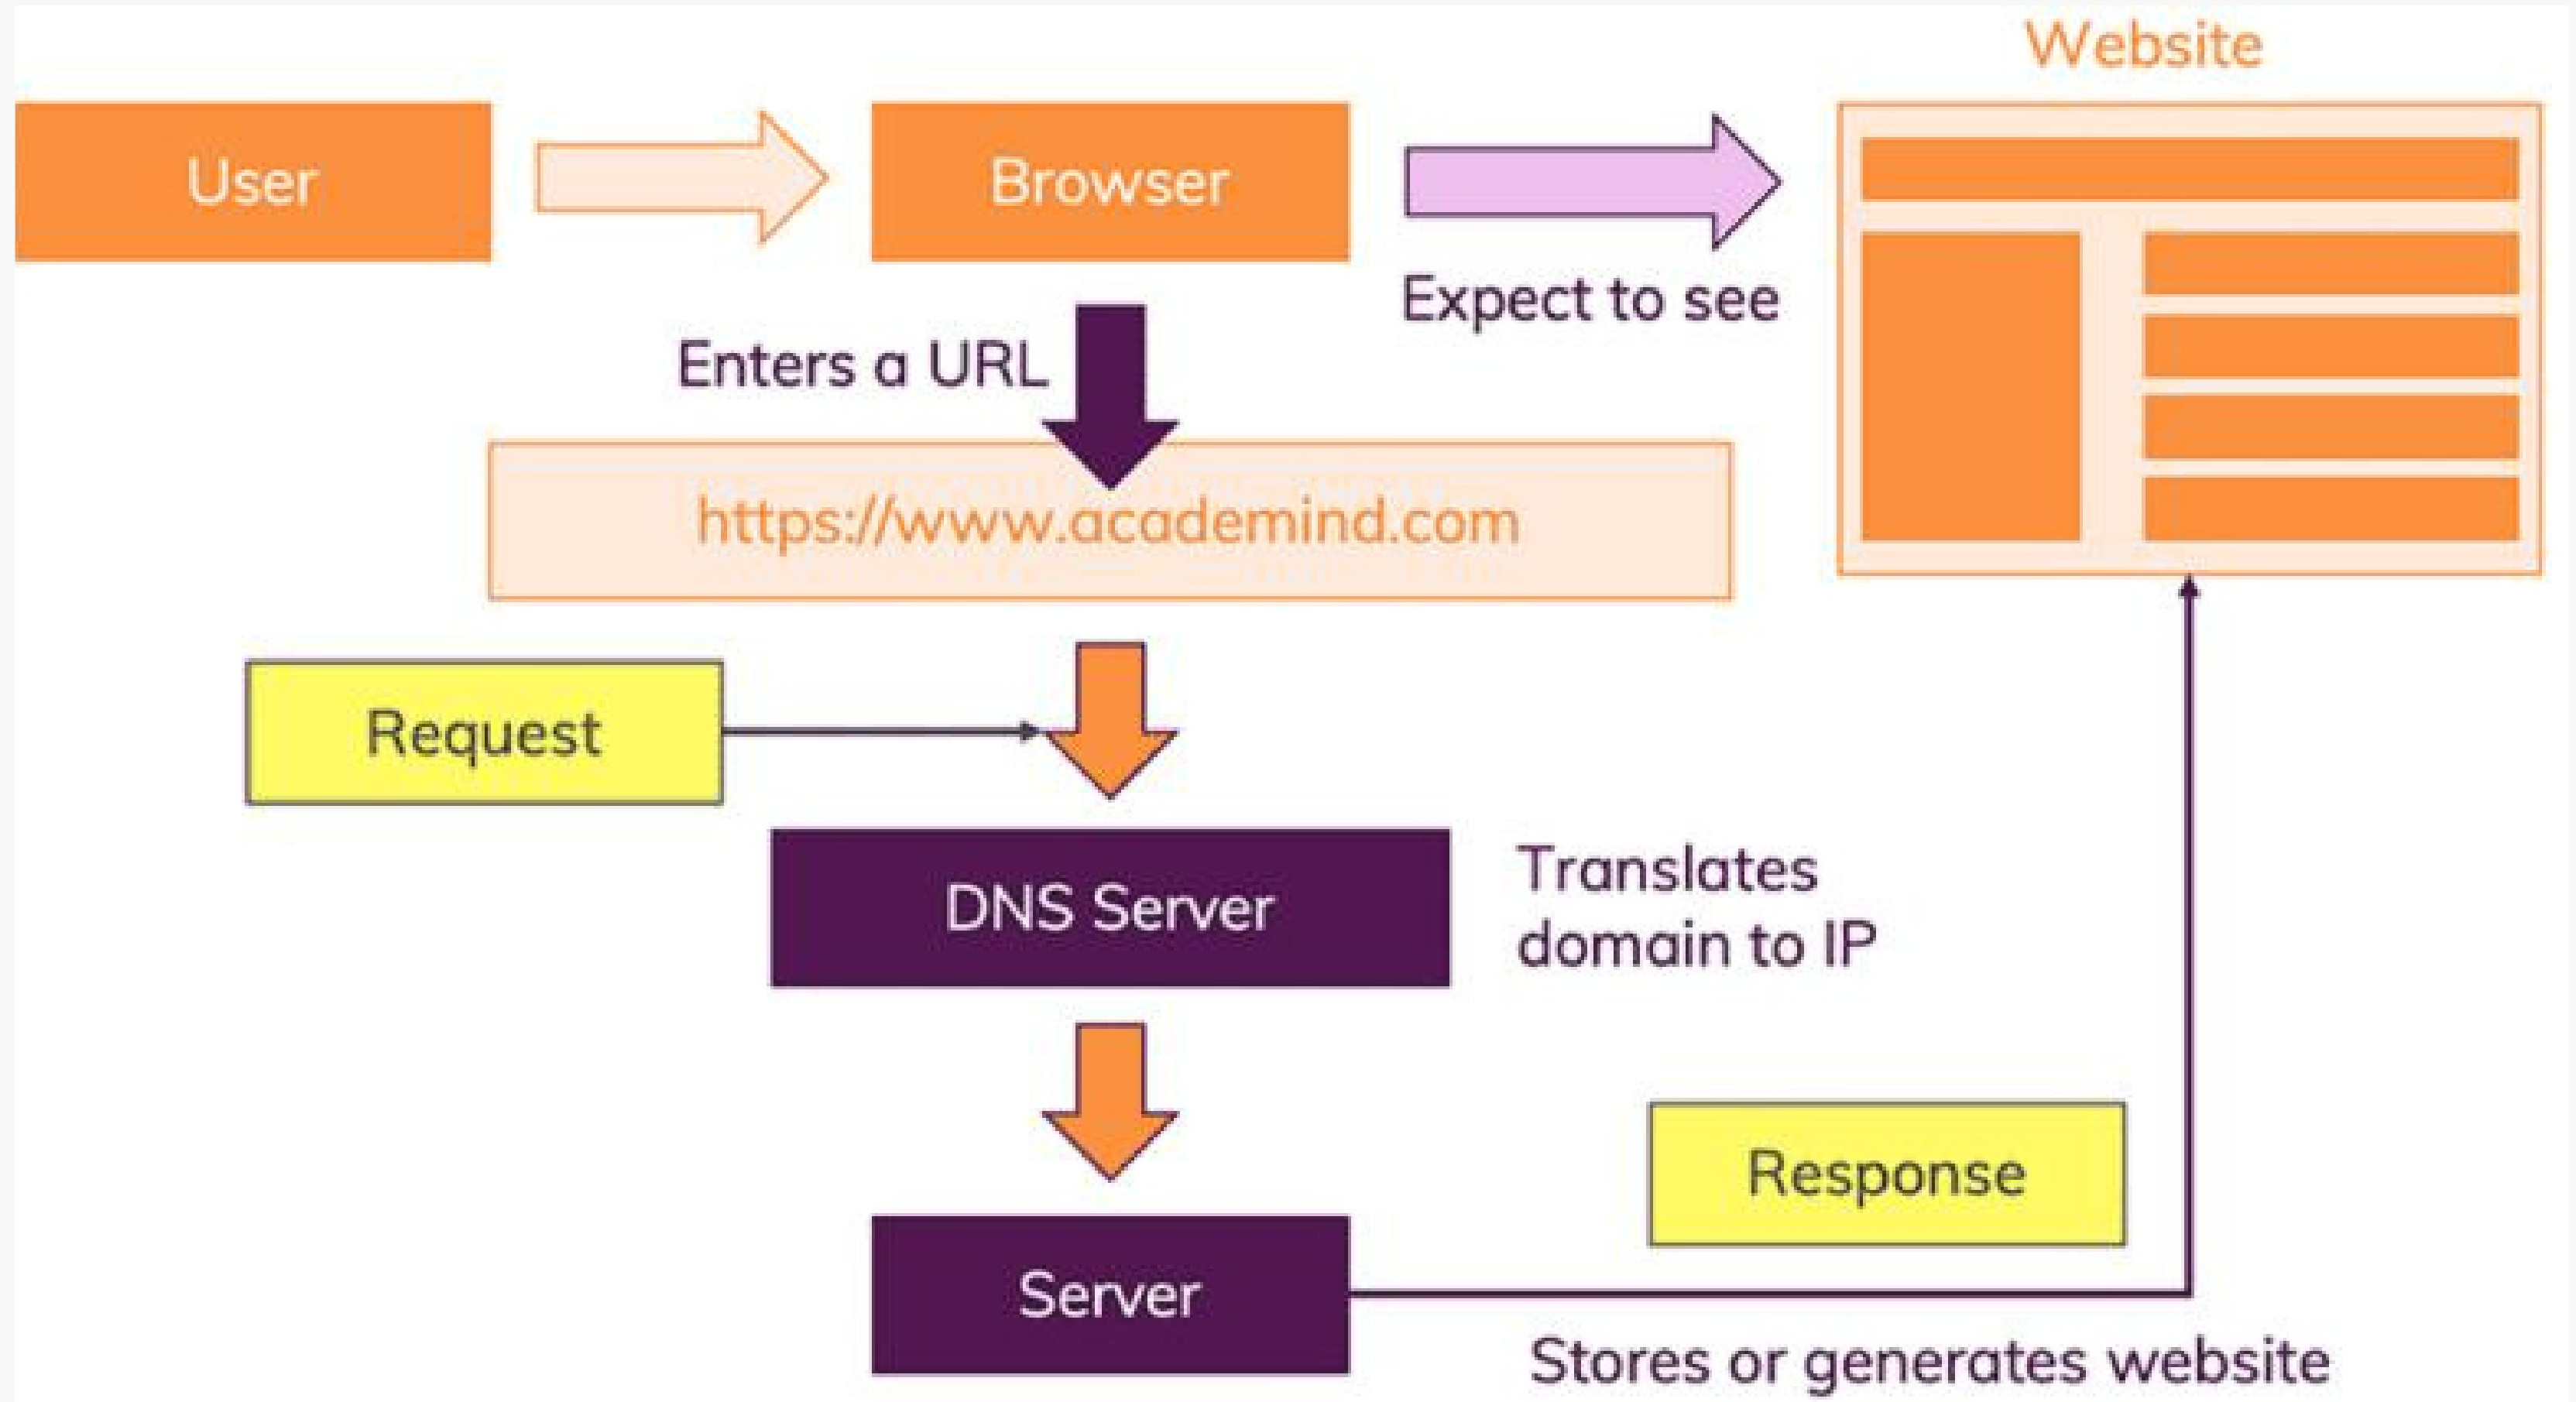 Website
User
Browser
Expect to see
Enters a URL
https://www.academind.com
Request
DNS Server
Translates
domain to IP
Response
Server
Stores or generates website